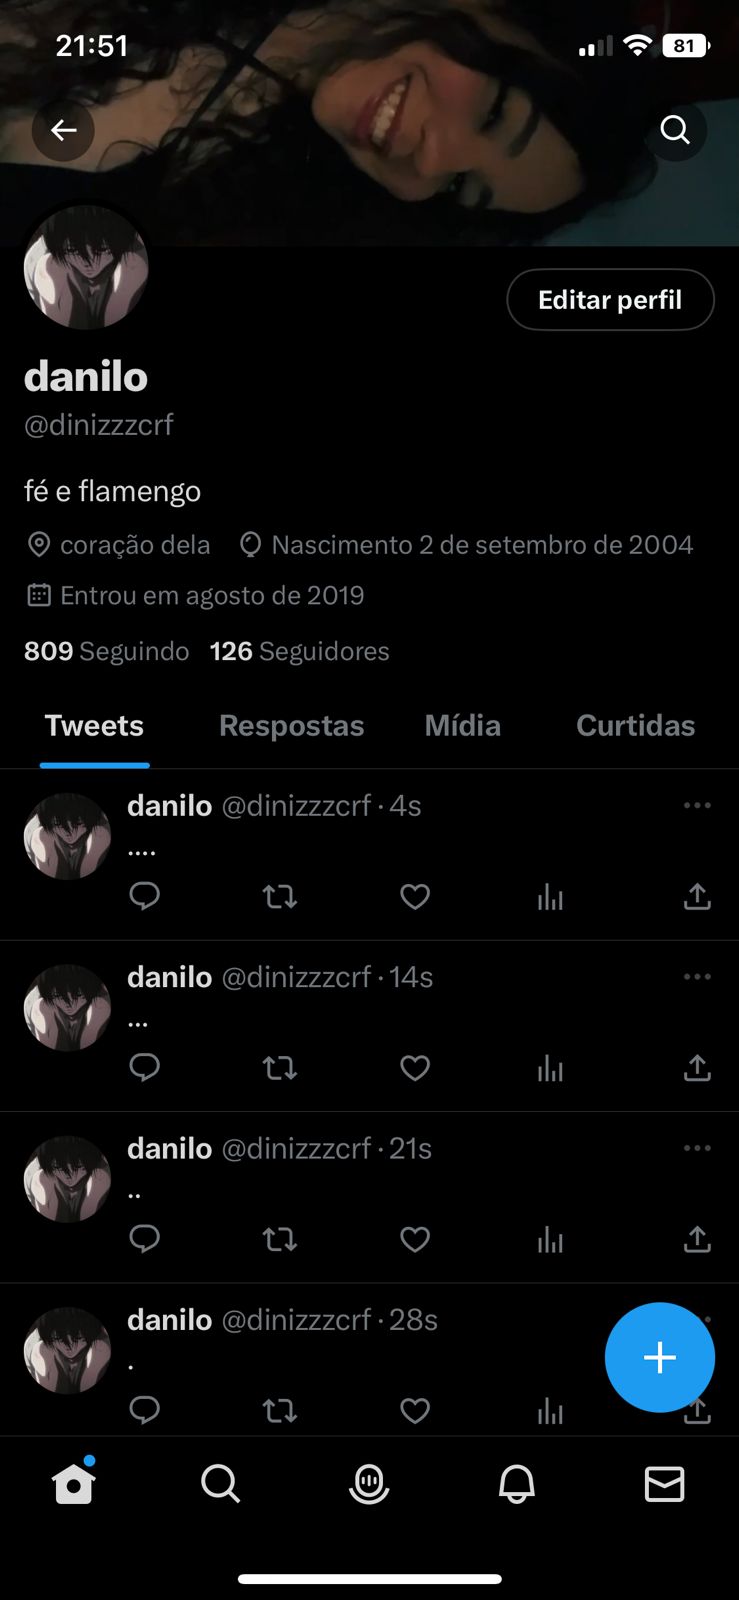 21:51
81
Editar perfil
danilo
@dinizzzcrf
fé e flamengo
coração dela Nascimento 2 de setembro de 2004
Entrou em agosto de 2019
809 Seguindo 126 Seguidores
Tweets Respostas Mídia Curtidas
danilo @dinizzzcrf · 4s
....
danilo @dinizzzcrf · 14s
...
danilo @dinizzzcrf · 21s
..
danilo @dinizzzcrf · 28s
.